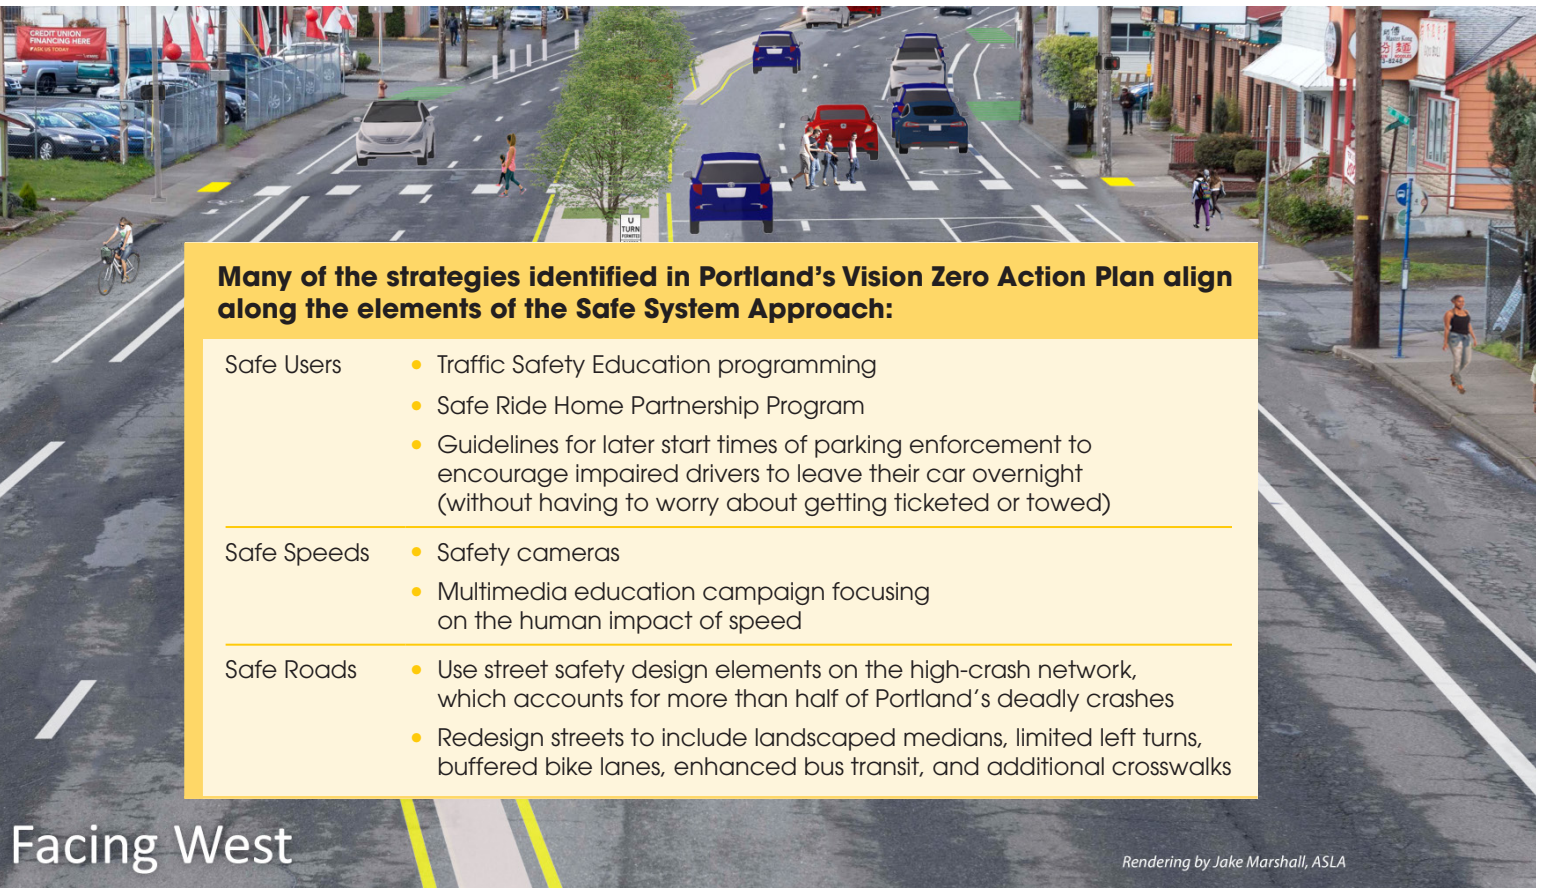 CREDIT UNION
FINANCING HERE
ASK US TODAY
U
TURN
PERMITTED
Many of the strategies identified in Portland’s Vision Zero Action Plan align
along the elements of the Safe System Approach:
Safe Users
• Traffic Safety Education programming
• Safe Ride Home Partnership Program
• Guidelines for later start times of parking enforcement to
encourage impaired drivers to leave their car overnight
(without having to worry about getting ticketed or towed)
Safe Speeds
• Safety cameras
• Multimedia education campaign focusing
on the human impact of speed
Safe Roads
• Use street safety design elements on the high-crash network,
which accounts for more than half of Portland’s deadly crashes
• Redesign streets to include landscaped medians, limited left turns,
buffered bike lanes, enhanced bus transit, and additional crosswalks
Facing West
Rendering by Jake Marshall, ASLA